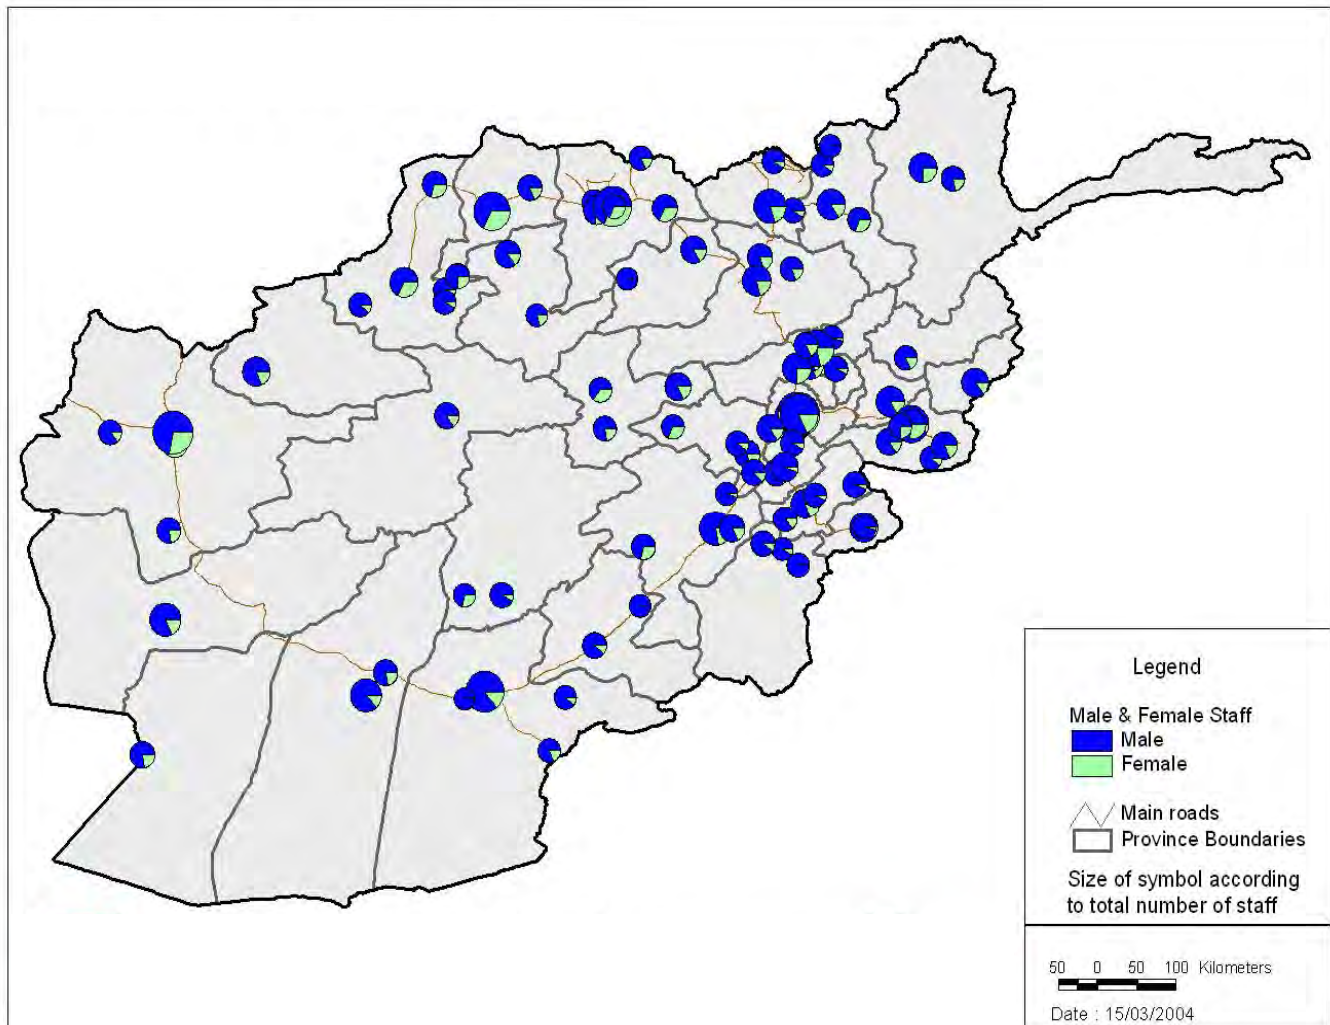 Legend
Male & Female Staff
Male
Female
Main roads
Province Boundaries
Size of symbol according
to total number of staff
50 0 50 100 Kilometers
Date : 15/03/2004